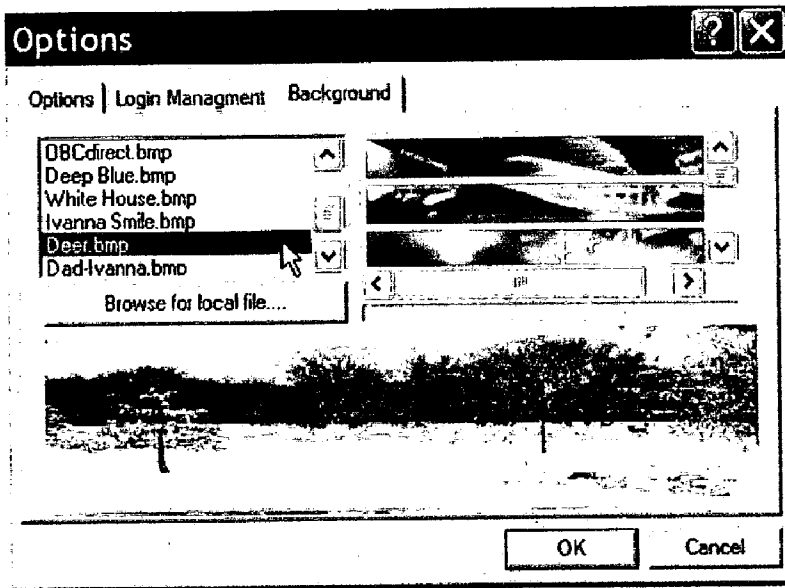 Options
Options Login Managment Background
OBCdirect.bmp
Deep Blue.bmp
White House.bmp
Ivanna Smile.bmp
Deer.bmp
Dad-Ivanna.bmp
Browse for local file....
OK Cancel